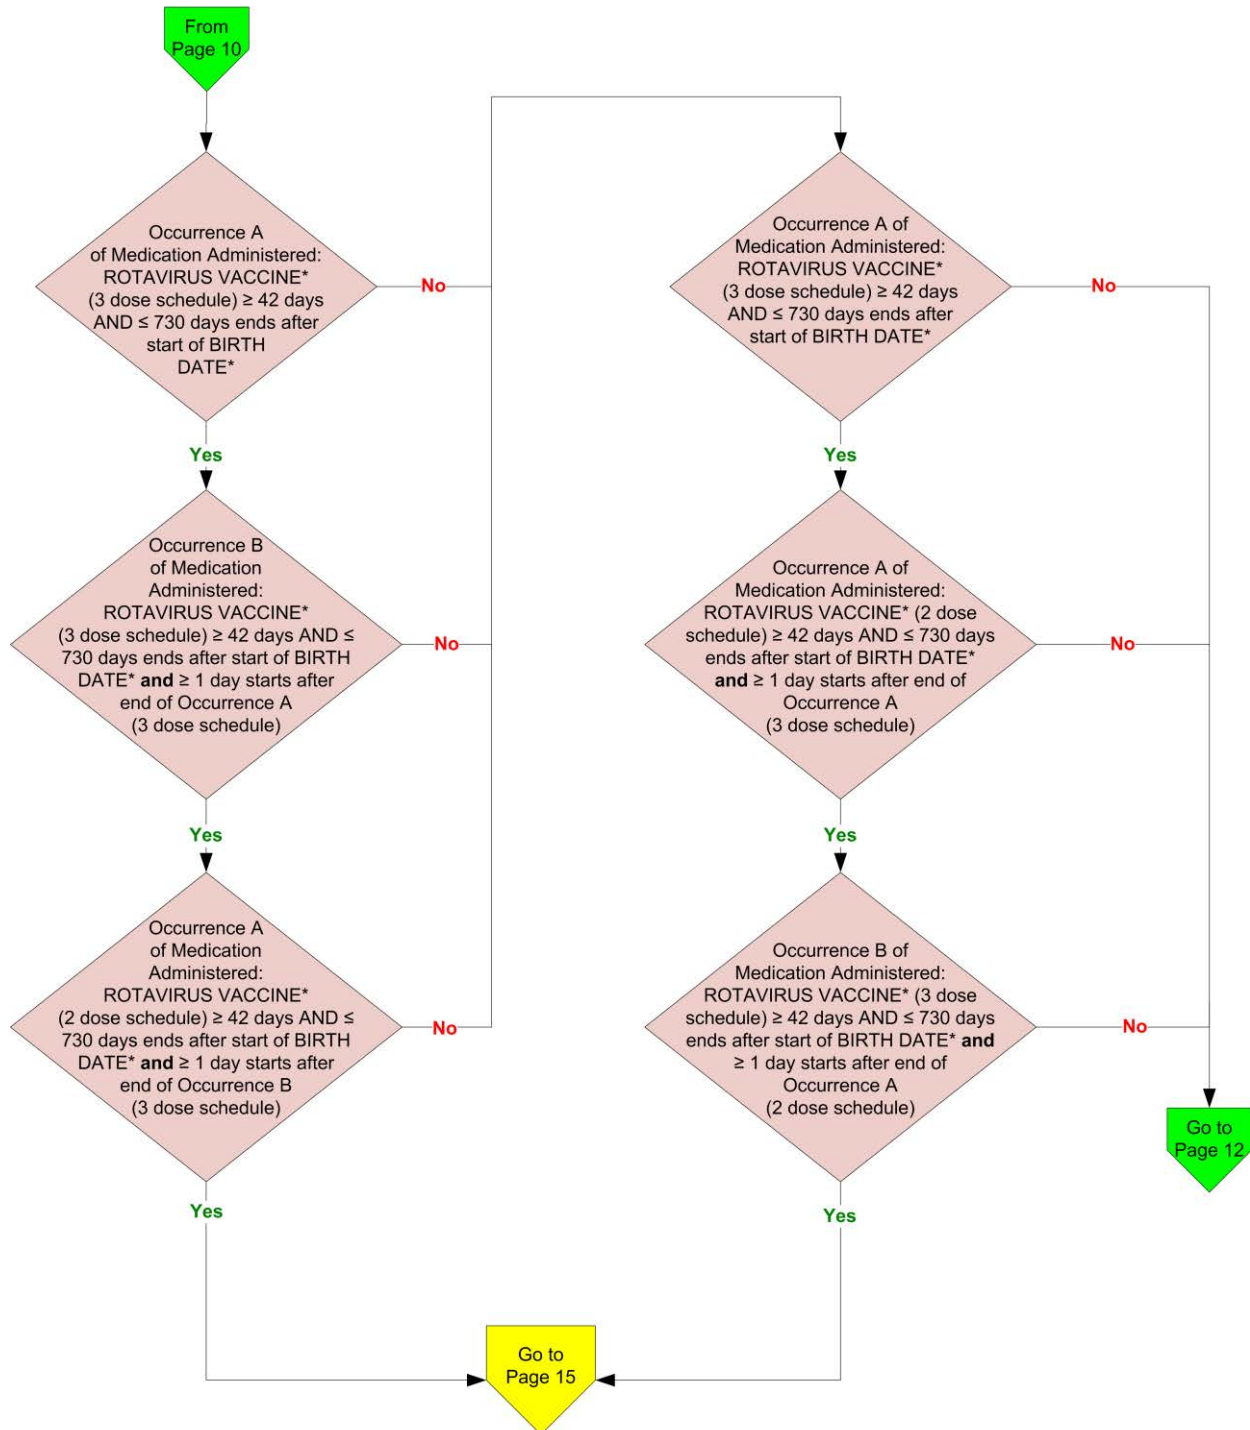 From
Page 10
Occurrence A
of Medication Administered:
ROTAVIRUS VACCINE*
(3 dose schedule) ≥ 42 days
AND ≤ 730 days ends after
start of BIRTH
DATE*
No
Yes
Occurrence B
of Medication
Administered:
ROTAVIRUS VACCINE*
(3 dose schedule) ≥ 42 days AND ≤
730 days ends after start of BIRTH
DATE* and ≥ 1 day starts after
end of Occurrence A
(3 dose schedule)
No
Yes
Occurrence A
of Medication
Administered:
ROTAVIRUS VACCINE*
(2 dose schedule) ≥ 42 days AND ≤
730 days ends after start of BIRTH
DATE* and ≥ 1 day starts after
end of Occurrence B
(3 dose schedule)
No
Yes
Occurrence A of
Medication Administered:
ROTAVIRUS VACCINE*
(3 dose schedule) ≥ 42 days
AND ≤ 730 days ends after
start of BIRTH DATE*
No
Yes
Occurrence A of
Medication Administered:
ROTAVIRUS VACCINE* (2 dose
schedule) ≥ 42 days AND ≤ 730 days
ends after start of BIRTH DATE*
and ≥ 1 day starts after end of
Occurrence A
(3 dose schedule)
No
Yes
Occurrence B of
Medication Administered:
ROTAVIRUS VACCINE* (3 dose
schedule) ≥ 42 days AND ≤ 730 days
ends after start of BIRTH DATE* and
≥ 1 day starts after end of
Occurrence A
(2 dose schedule)
No
Yes
Go to
Page 12
Go to
Page 15